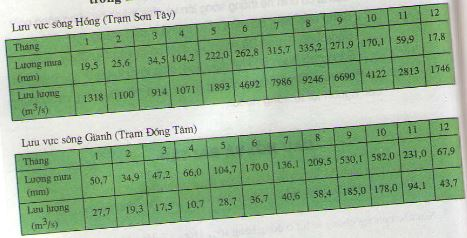 Lưu vực sông Hồng (Trạm Sơn Tây)
Tháng 1 2 3 4 5 6 7 8 9 10 11 12
Lượng mưa (mm) 19,5 25,6 34,5 104,2 222,0 262,8 315,7 335,2 271,9 170,1 59,9 17,8
Lưu lượng (m³/s) 1318 1100 914 1071 1893 4692 7986 9246 6690 4122 2813 1746
Lưu vực sông Gianh (Trạm Đồng Tâm)
Tháng 1 2 3 4 5 6 7 8 9 10 11 12
Lượng mưa (mm) 50,7 34,9 47,2 66,0 104,7 170,0 136,1 209,5 530,1 582,0 231,0 67,9
Lưu lượng (m³/s) 27,7 19,3 17,5 10,7 28,7 36,7 40,6 58,4 185,0 178,0 94,1 43,7